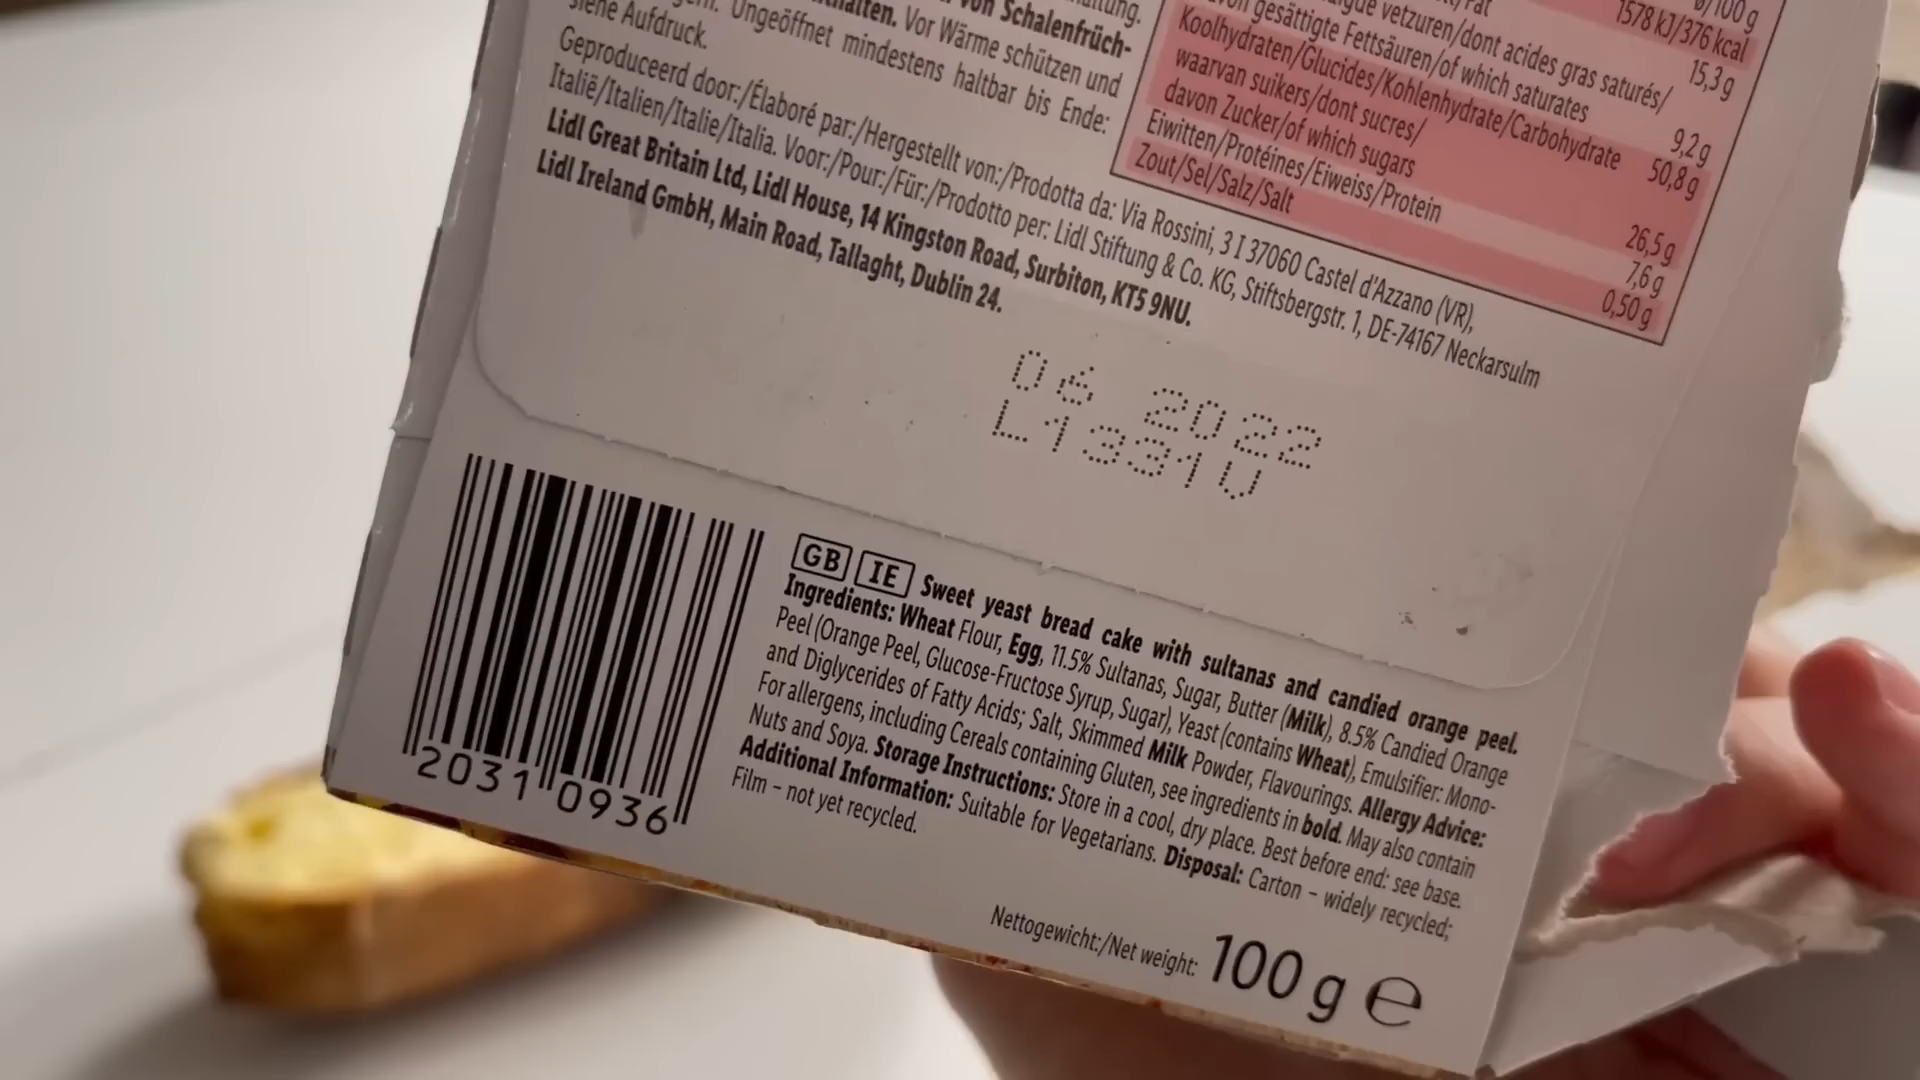 von Schalenfrüch-
enthalten. Vor Wärme schützen und
Ungeöffnet mindestens haltbar bis Ende:
siehe Aufdruck.
Geproduceerd door:/Élaboré par:/Hergestellt von:/Prodotta da: Via Rossini, 3 I 37060 Castel d'Azzano (VR),
Italië/Italien/Italie/Italia. Voor:/Pour:/Für:/Prodotto per: Lidl Stiftung & Co. KG, Stiftsbergstr. 1, DE-74167 Neckarsulm
Lidl Great Britain Ltd, Lidl House, 14 Kingston Road, Surbiton, KT5 9NU.
Lidl Ireland GmbH, Main Road, Tallaght, Dublin 24.
Ø/100 g
1578 kJ/376 kcal
15,3 g
vetzuren/dont acides gras saturés/
gesättigte Fettsäuren/of which saturates
9,2 g
Koolhydraten/Glucides/Kohlenhydrate/Carbohydrate 50,8 g
waarvan suikers/dont sucres/
davon Zucker/of which sugars 26,5 g
Eiwitten/Protéines/Eiweiss/Protein 7,6 g
Zout/Sel/Salz/Salt 0,50 g
06 2022
L1331U
2031 0936
GB IE Sweet yeast bread cake with sultanas and candied orange peel.
Ingredients: Wheat Flour, Egg, 11.5% Sultanas, Sugar, Butter (Milk), 8.5% Candied Orange
Peel (Orange Peel, Glucose-Fructose Syrup, Sugar), Yeast (contains Wheat), Emulsifier: Mono-
and Diglycerides of Fatty Acids; Salt, Skimmed Milk Powder, Flavourings. Allergy Advice:
For allergens, including Cereals containing Gluten, see ingredients in bold. May also contain
Nuts and Soya. Storage Instructions: Store in a cool, dry place. Best before end: see base.
Additional Information: Suitable for Vegetarians. Disposal: Carton – widely recycled;
Film – not yet recycled.
Nettogewicht:/Net weight: 100 g ℮